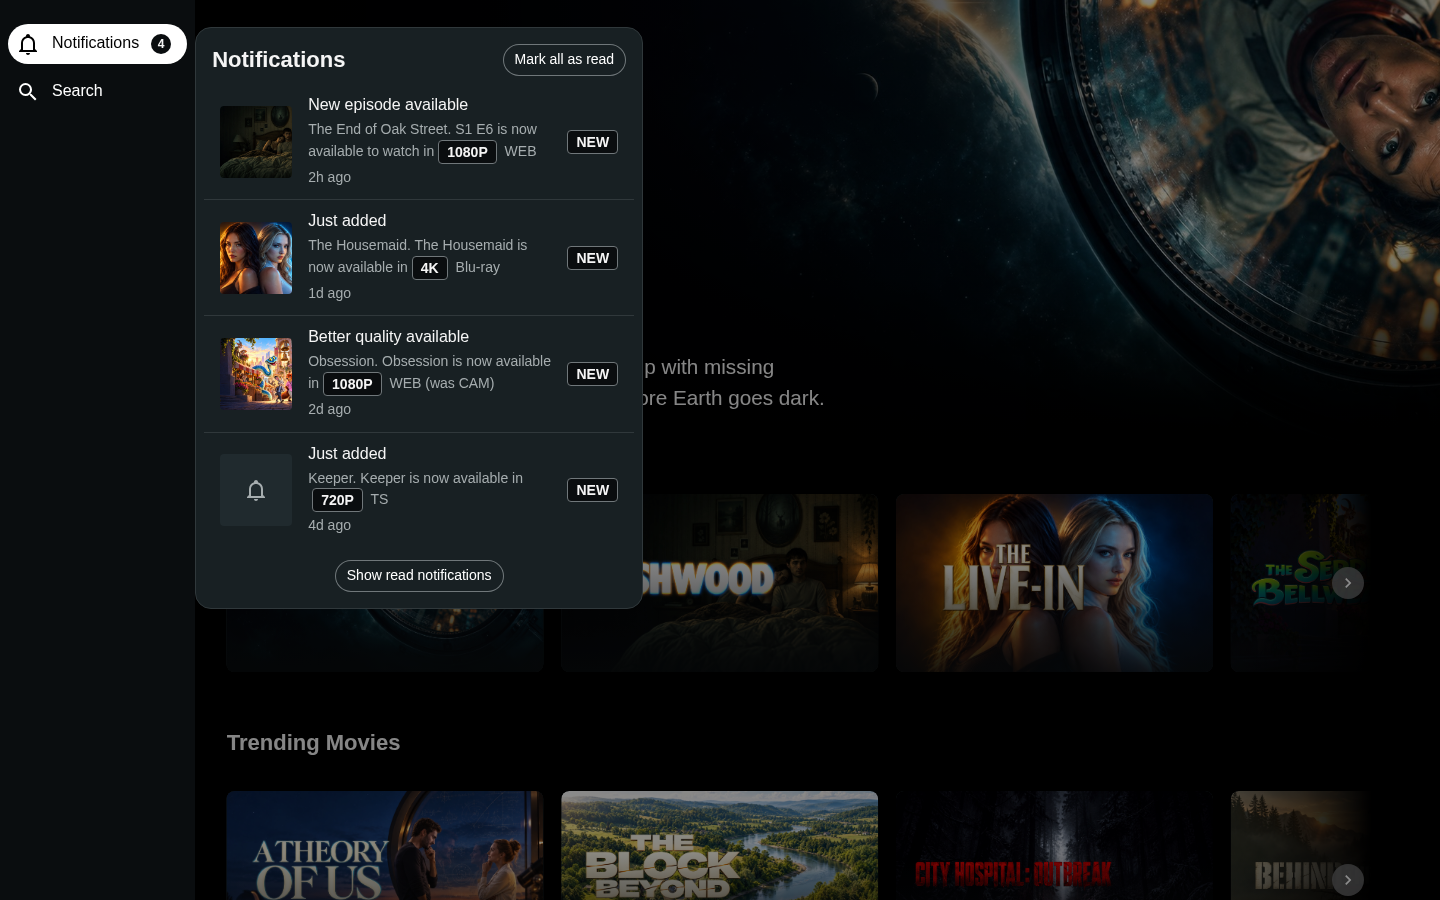 Notifications 4
Search
Notifications
Mark all as read
New episode available
The End of Oak Street. S1 E6 is now
available to watch in 1080P WEB
2h ago
NEW
Just added
The Housemaid. The Housemaid is
now available in 4K Blu-ray
1d ago
NEW
Better quality available
Obsession. Obsession is now available
in 1080P WEB (was CAM)
2d ago
NEW
Just added
Keeper. Keeper is now available in
720P TS
4d ago
NEW
Show read notifications
p with missing
ore Earth goes dark.
SHWOOD
THE
LIVE-IN
THE
Trending Movies
A THEORY
OF US
THE
BLOCK
BEYOND
CITY HOSPITAL: OUTBREAK
BEHIN